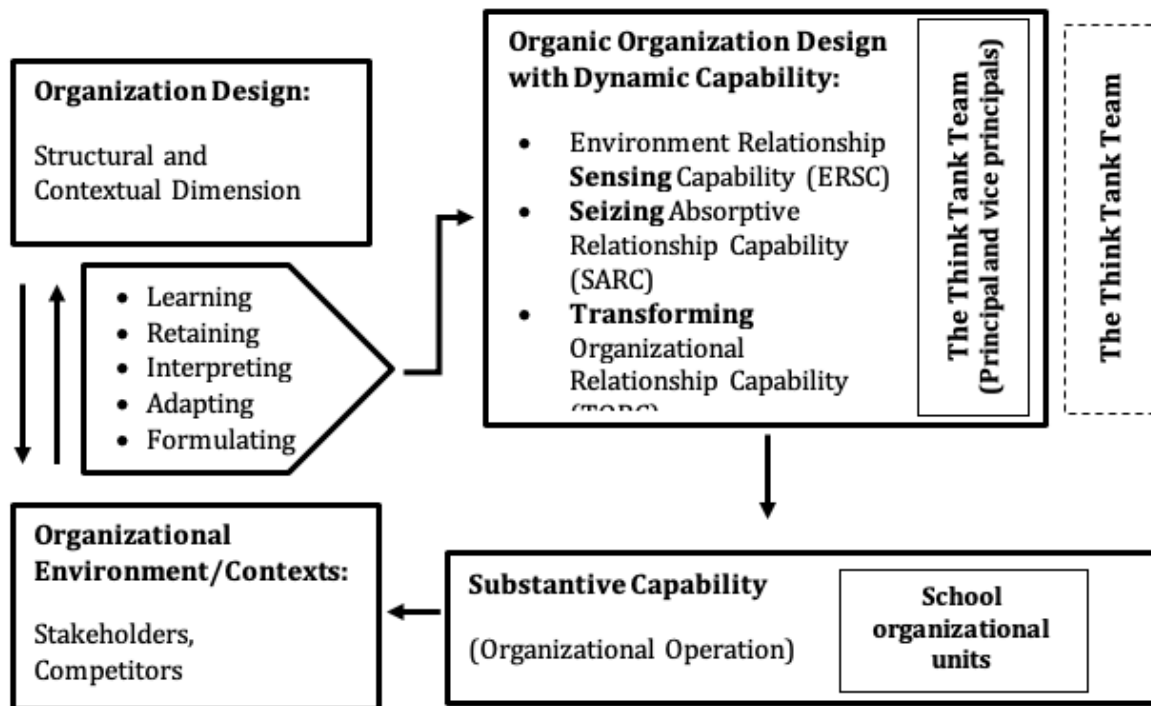 Organization Design:
Structural and
Contextual Dimension
• Learning
• Retaining
• Interpreting
• Adapting
• Formulating
Organizational
Environment/Contexts:
Stakeholders,
Competitors
Organic Organization Design
with Dynamic Capability:
• Environment Relationship
Sensing Capability (ERSC)
• Seizing Absorptive
Relationship Capability
(SARC)
• Transforming
Organizational
Relationship Capability
The Think Tank Team
(Principal and vice principals)
The Think Tank Team
Substantive Capability
(Organizational Operation)
School
organizational
units